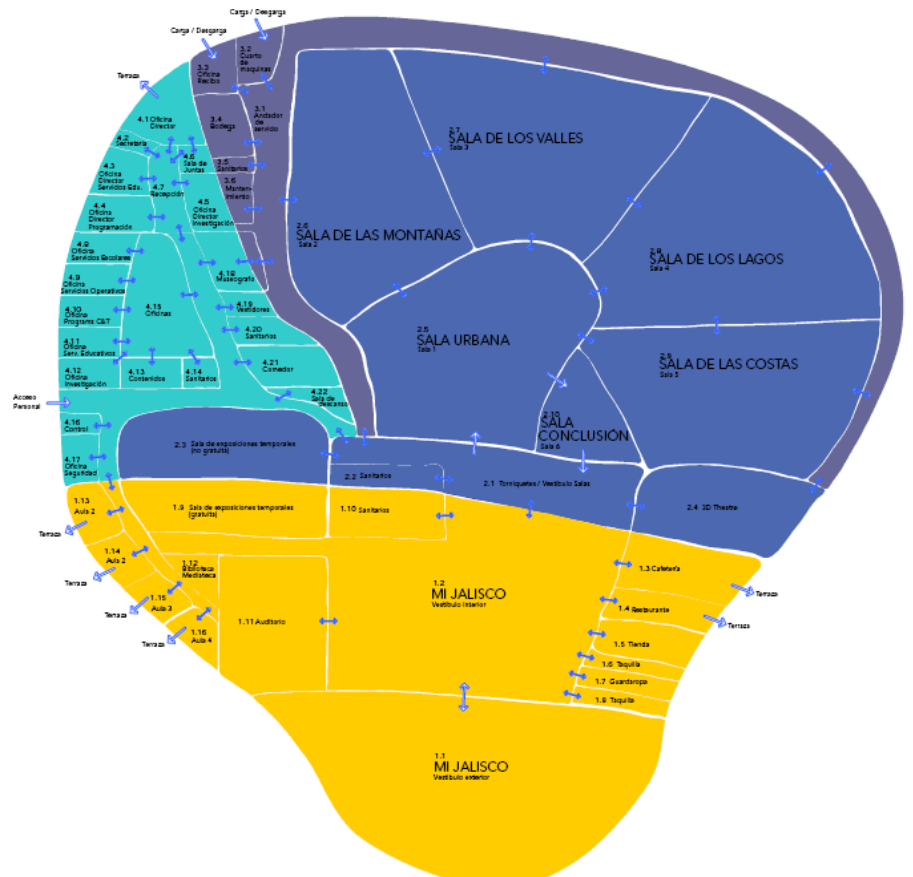 Carga / Descarga
Carga / Descarga
3.2
Cuarto
de
maquinas
3.3
Oficina
Recibo
Terraza
3.1
Andador
de
servicio
3.4
Bodega
4.1 Oficina
Director
4.2
Secretaría
4.6
Sala de
Juntas
3.5
Sanitarios
3.6
Mante-
nimiento
4.3
Oficina
Director
Servicios Edu.
4.7
Recepción
4.5
Oficina
Director
Investigación
4.4
Oficina
Director
Programación
4.8
Oficina
Servicios Escolares
4.9
Oficina
Servicios Operativos
4.18
Museografo
4.10
Oficina
Programs C&T
4.15
Oficinas
4.19
Vestidores
4.20
Sanitarios
4.11
Oficina
Serv. Educativos
4.12
Oficina
Investigación
4.13
Contenidos
4.14
Sanitarios
4.21
Comedor
4.22
Sala de
descanso
Acceso
Personal
4.16
Control
4.17
Oficina
Seguridad
2.7
SALA DE LOS VALLES
Sala 3
2.6
SALA DE LAS MONTAÑAS
Sala 2
2.8
SALA DE LOS LAGOS
Sala 4
2.5
SALA URBANA
Sala 1
2.9
SALA DE LAS COSTAS
Sala 5
2.10
SALA
CONCLUSIÓN
Sala 6
2.3 Sala de exposiciones temporales
(no gratuita)
2.2 Sanitarios
2.1 Torniquetes / Vestíbulo Salas
2.4 3D Theatre
1.13
Aula 2
Terraza
1.9 Sala de exposiciones temporales
(gratuita)
1.10 Sanitarios
1.14
Aula 2
Terraza
1.12
Biblioteca
Mediateca
1.15
Aula 3
Terraza
1.16
Aula 4
Terraza
1.11 Auditorio
1.2
MI JALISCO
Vestíbulo interior
1.3 Cafetería
Terraza
1.4 Restaurante
Terraza
1.5 Tienda
1.6 Taquilla
1.7 Guardaropa
1.8 Taquilla
1.1
MI JALISCO
Vestíbulo exterior